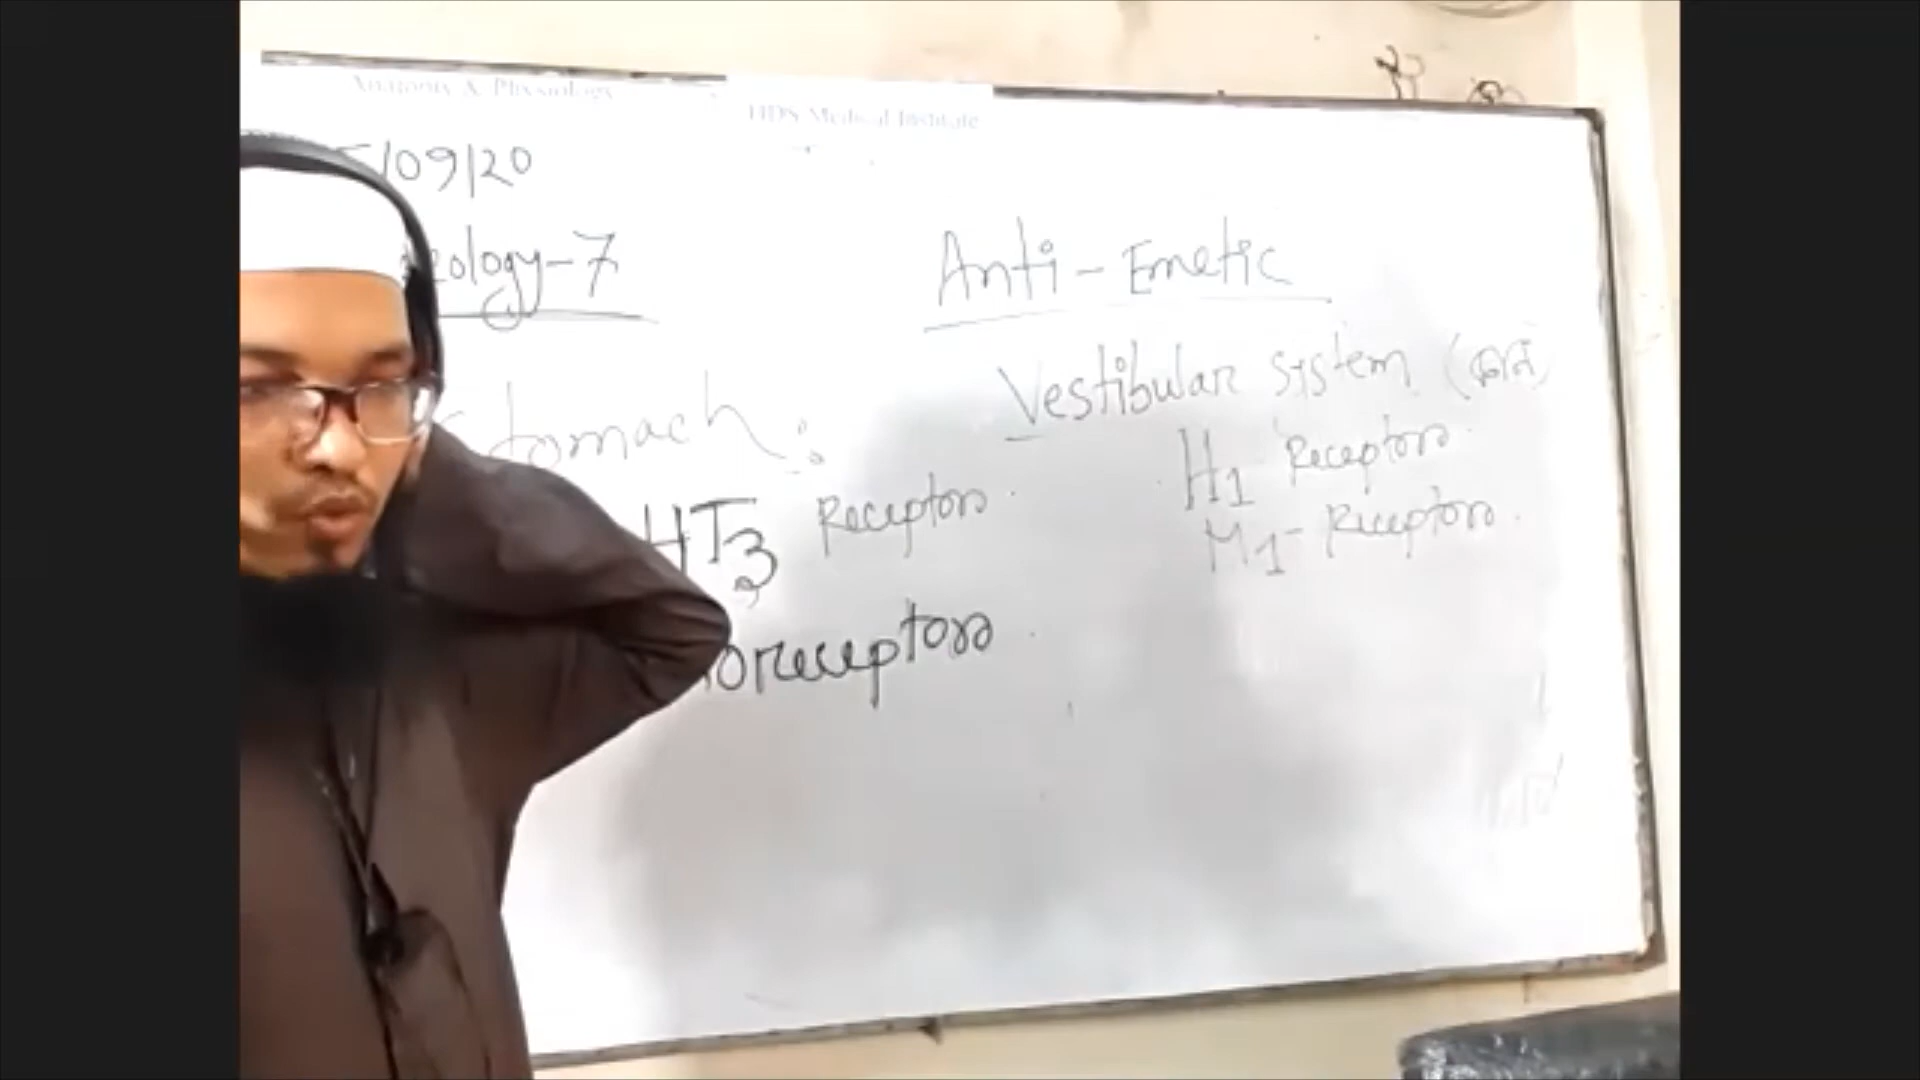 Anatomy & Physiology
HDS Medical Institute
/09/20
ology-7
Anti-Emetic
tomach:
HT3 Receptors
oreceptors
Vestibular system (কান)
H1 Receptors
M1-Receptors